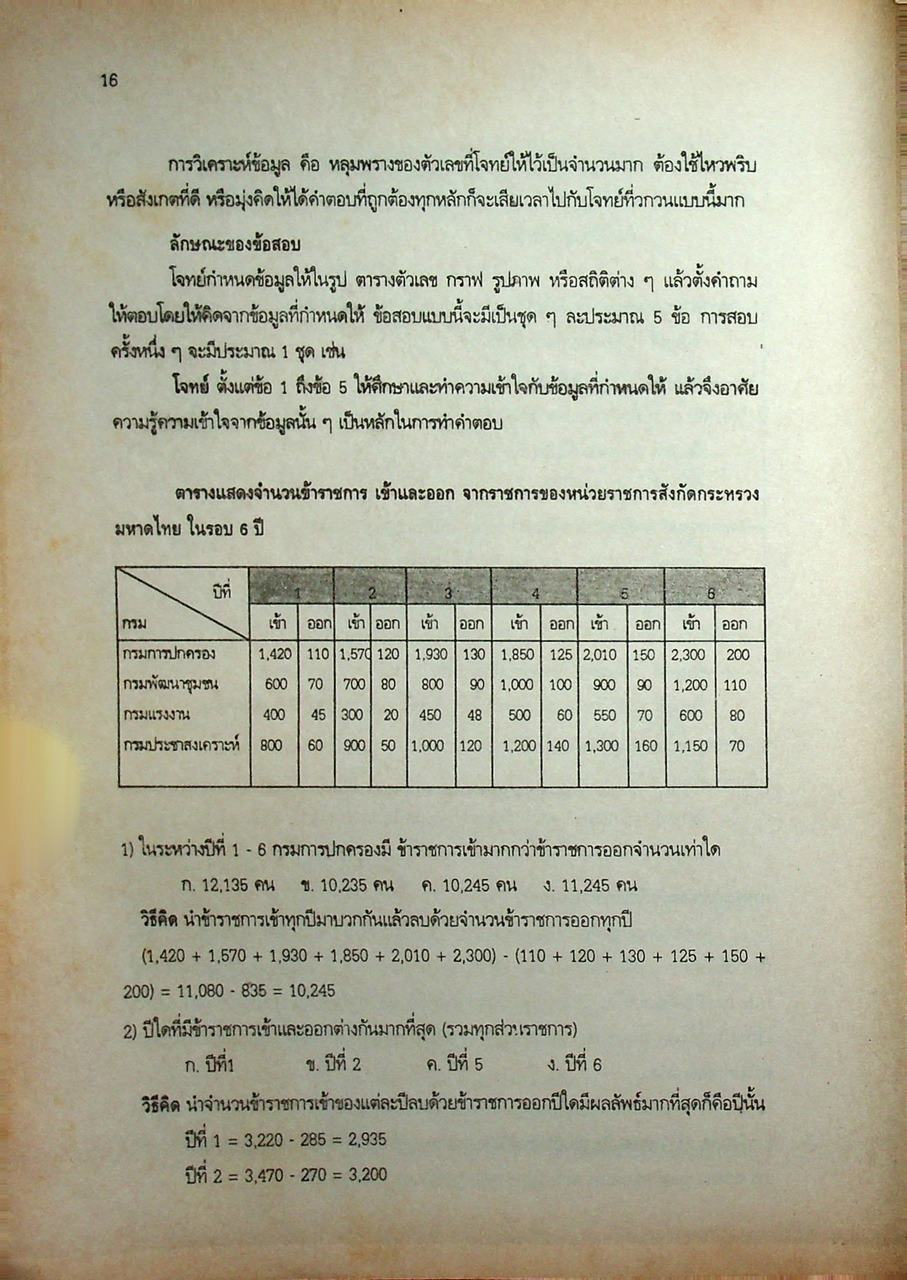 16
การวิเคราะห์ข้อมูล คือ หลุมพรางของตัวเลขที่โจทย์ให้ไว้เป็นจำนวนมาก ต้องใช้ไหวพริบ
หรือสังเกตที่ดี หรือมุ่งคิดให้ได้คำตอบที่ถูกต้องทุกหลักก็จะเสียเวลาไปกับโจทย์ที่วกวนแบบนี้มาก
ลักษณะของข้อสอบ
โจทย์กำหนดข้อมูลให้ในรูป ตารางตัวเลข กราฟ รูปภาพ หรือสถิติต่าง ๆ แล้วตั้งคำถาม
ให้ตอบโดยให้คิดจากข้อมูลที่กำหนดให้ ข้อสอบแบบนี้จะมีเป็นชุด ๆ ละประมาณ 5 ข้อ การสอบ
ครั้งหนึ่ง ๆ จะมีประมาณ 1 ชุด เช่น
โจทย์ ตั้งแต่ข้อ 1 ถึงข้อ 5 ให้ศึกษาและทำความเข้าใจกับข้อมูลที่กำหนดให้ แล้วจึงอาศัย
ความรู้ความเข้าใจจากข้อมูลนั้น ๆ เป็นหลักในการทำคำตอบ
ตารางแสดงจำนวนข้าราชการ เข้าและออก จากราชการของหน่วยราชการสังกัดกระทรวง
มหาดไทย ในรอบ 6 ปี
ปีที่ 1 2 3 4 5 6
กรม เข้า ออก เข้า ออก เข้า ออก เข้า ออก เข้า ออก เข้า ออก
กรมการปกครอง 1,420 110 1,570 120 1,930 130 1,850 125 2,010 150 2,300 200
กรมพัฒนาชุมชน 600 70 700 80 800 90 1,000 100 900 90 1,200 110
กรมแรงงาน 400 45 300 20 450 48 500 60 550 70 600 80
กรมประชาสงเคราะห์ 800 60 900 50 1,000 120 1,200 140 1,300 160 1,150 70
1) ในระหว่างปีที่ 1 - 6 กรมการปกครองมี ข้าราชการเข้ามากกว่าข้าราชการออกจำนวนเท่าใด
ก. 12,135 คน ข. 10,235 คน ค. 10,245 คน ง. 11,245 คน
วิธีคิด นำข้าราชการเข้าทุกปีมาบวกกันแล้วลบด้วยจำนวนข้าราชการออกทุกปี
(1,420 + 1,570 + 1,930 + 1,850 + 2,010 + 2,300) - (110 + 120 + 130 + 125 + 150 +
200) = 11,080 - 835 = 10,245
2) ปีใดที่มีข้าราชการเข้าและออกต่างกันมากที่สุด (รวมทุกส่วนราชการ)
ก. ปีที่1 ข. ปีที่ 2 ค. ปีที่ 5 ง. ปีที่ 6
วิธีคิด นำจำนวนข้าราชการเข้าของแต่ละปีลบด้วยข้าราชการออกปีใดมีผลลัพธ์มากที่สุดก็คือปีนั้น
ปีที่ 1 = 3,220 - 285 = 2,935
ปีที่ 2 = 3,470 - 270 = 3,200